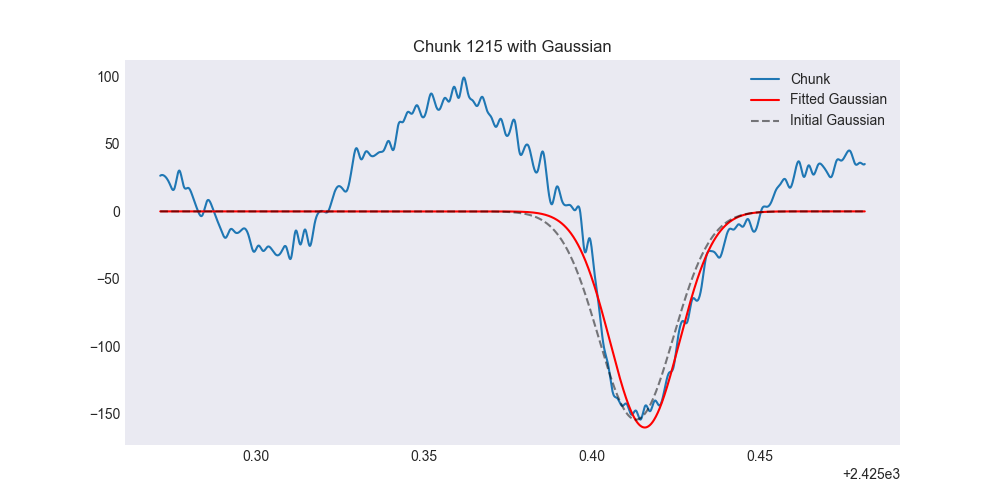 Chunk 1215 with Gaussian
100
50
0
−50
−100
−150
Chunk
Fitted Gaussian
Initial Gaussian
0.30
0.35
0.40
0.45
+2.425e3